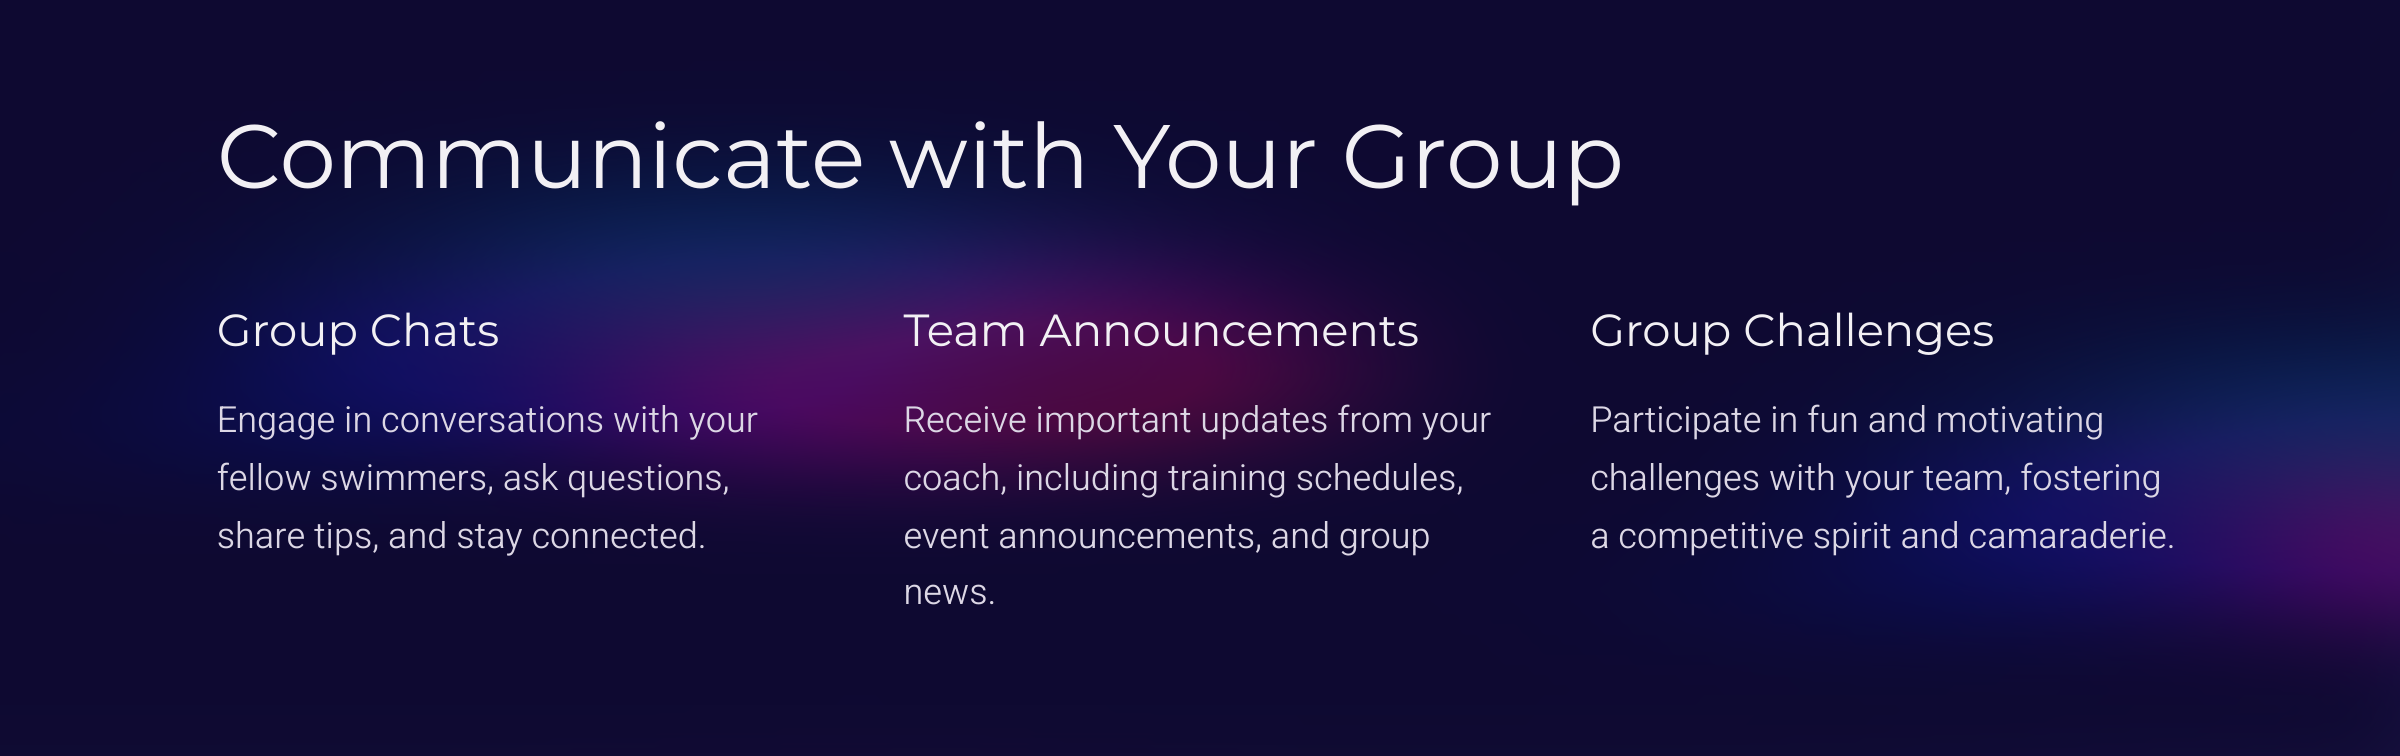 Communicate with Your Group
Group Chats
Engage in conversations with your
fellow swimmers, ask questions,
share tips, and stay connected.
Team Announcements
Receive important updates from your
coach, including training schedules,
event announcements, and group
news.
Group Challenges
Participate in fun and motivating
challenges with your team, fostering
a competitive spirit and camaraderie.